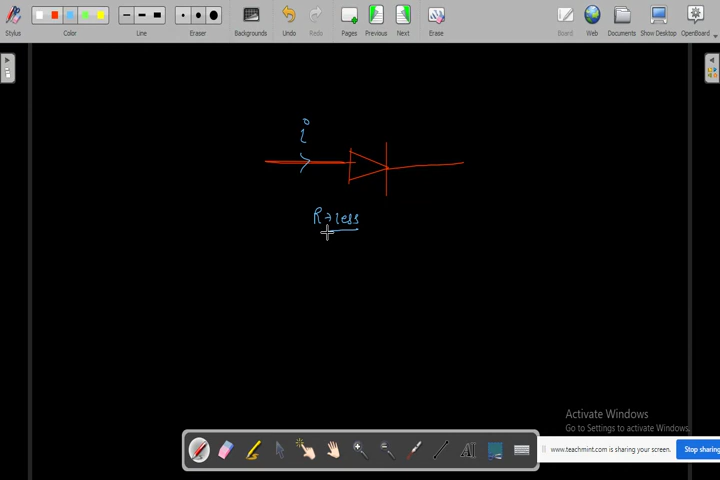 Stylus
Color
Line
Eraser
Backgrounds
Undo
Redo
Pages
Previous
Next
Erase
Board
Web
Documents
Show Desktop
OpenBoard
i
R→less
Activate Windows
Go to Settings to activate Windows.
www.teachmint.com is sharing your screen.
Stop sharing